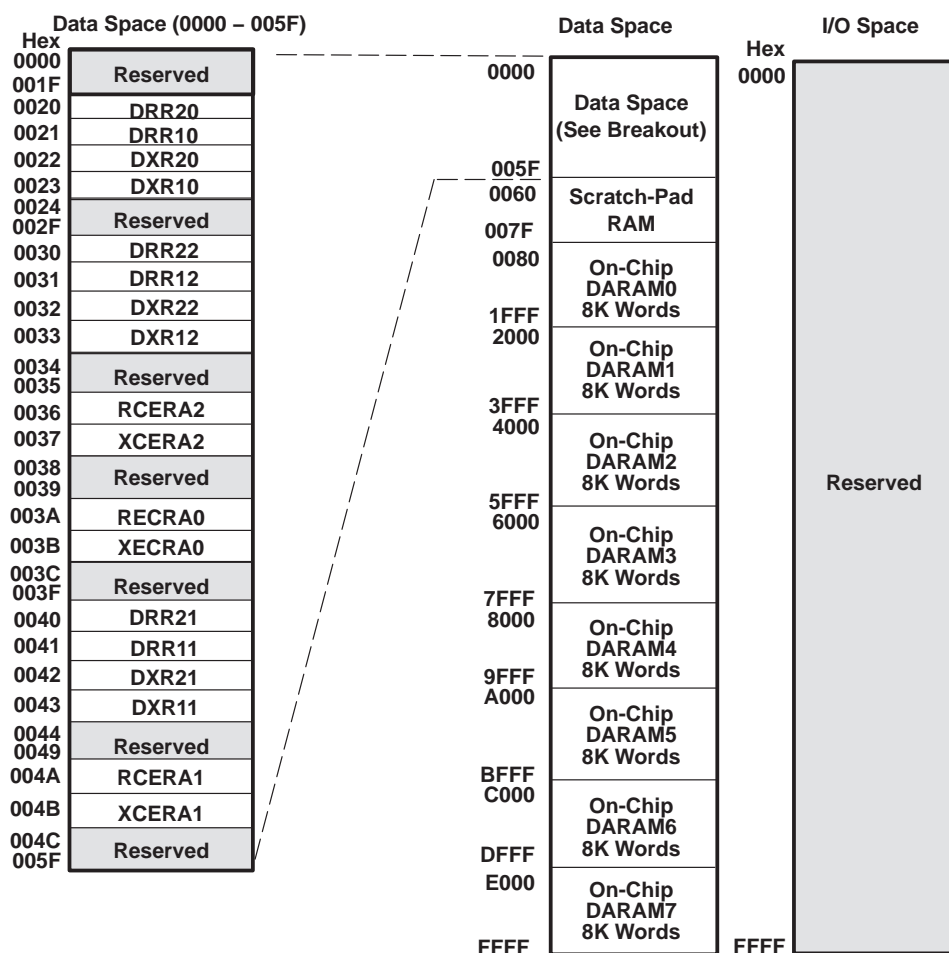 Data Space (0000 – 005F)
Hex
0000
001F
Reserved
0020
DRR20
0021
DRR10
0022
DXR20
0023
DXR10
0024
002F
Reserved
0030
DRR22
0031
DRR12
0032
DXR22
0033
DXR12
0034
0035
Reserved
0036
RCERA2
0037
XCERA2
0038
0039
Reserved
003A
RECRA0
003B
XECRA0
003C
003F
Reserved
0040
DRR21
0041
DRR11
0042
DXR21
0043
DXR11
0044
0049
Reserved
004A
RCERA1
004B
XCERA1
004C
005F
Reserved
Data Space
0000
Data Space
(See Breakout)
005F
0060
Scratch-Pad
RAM
007F
0080
On-Chip
DARAM0
8K Words
1FFF
2000
On-Chip
DARAM1
8K Words
3FFF
4000
On-Chip
DARAM2
8K Words
5FFF
6000
On-Chip
DARAM3
8K Words
7FFF
8000
On-Chip
DARAM4
8K Words
9FFF
A000
On-Chip
DARAM5
8K Words
BFFF
C000
On-Chip
DARAM6
8K Words
DFFF
E000
On-Chip
DARAM7
8K Words
FFFF
I/O Space
Hex
0000
Reserved
FFFF